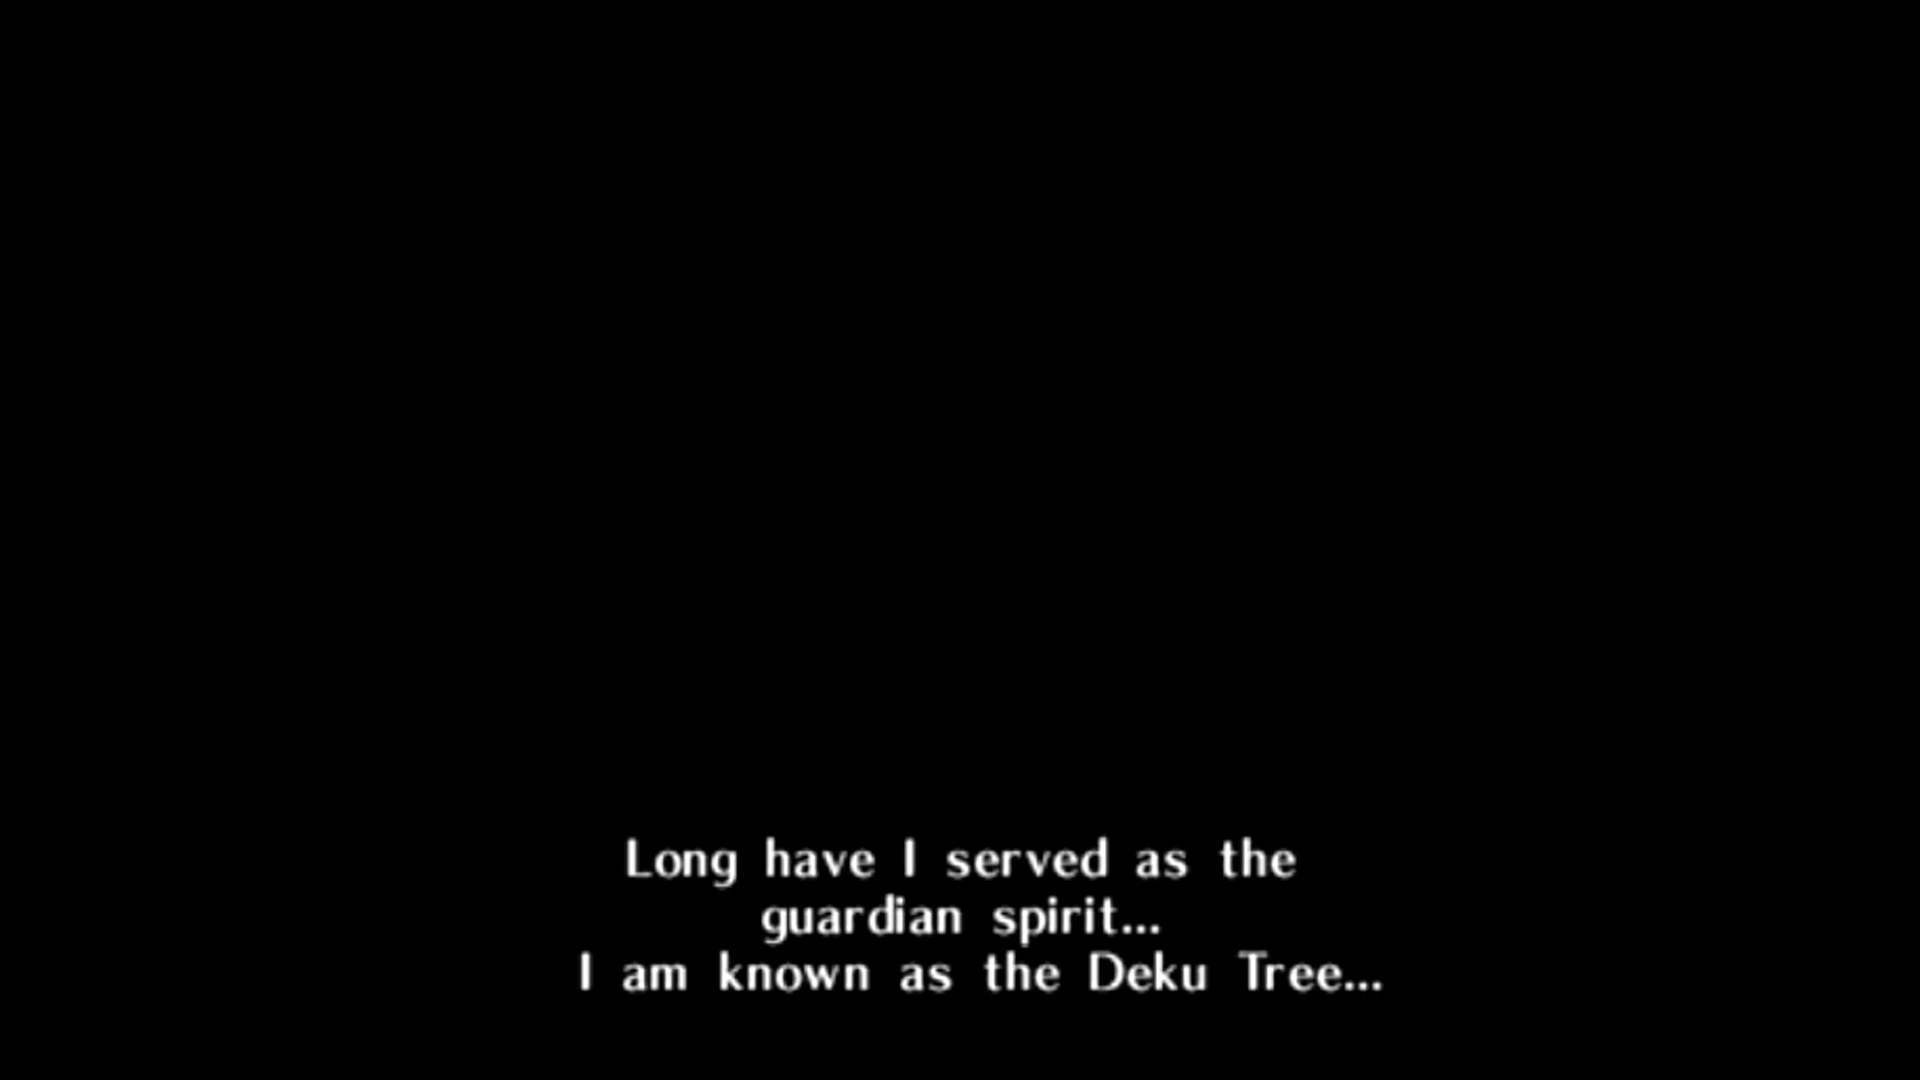 Long have I served as the
guardian spirit...
I am known as the Deku Tree...